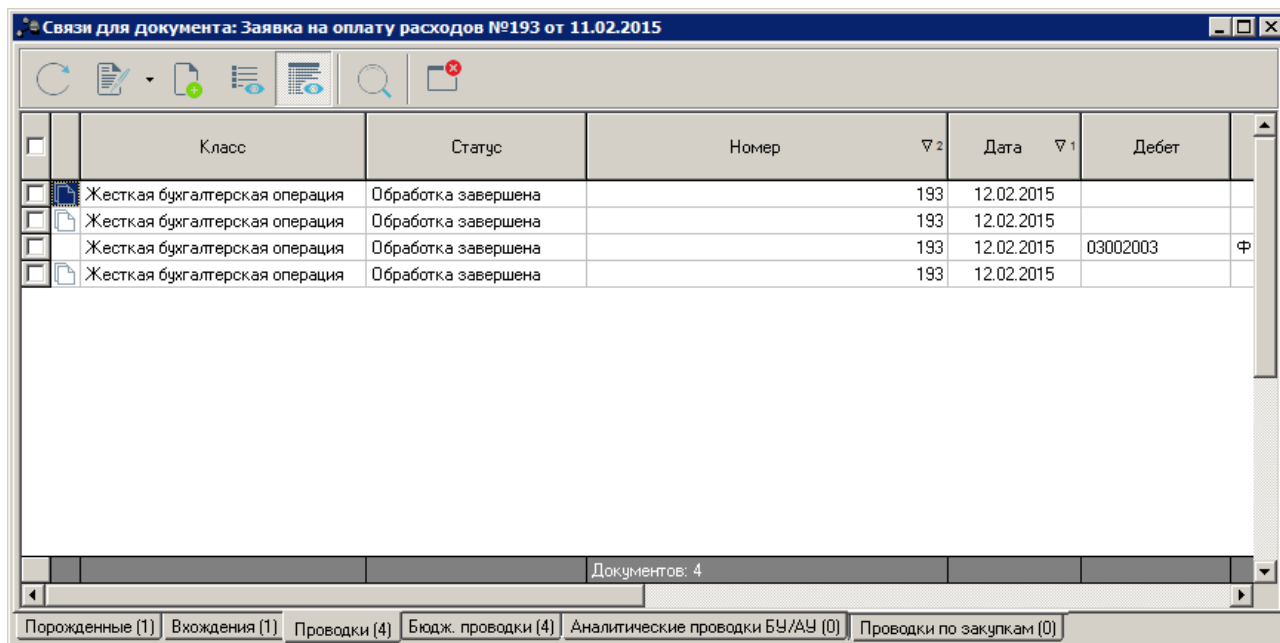 Связи для документа: Заявка на оплату расходов №193 от 11.02.2015
Класс Статус Номер 2 Дата 1 Дебет
Жесткая бухгалтерская операция Обработка завершена 193 12.02.2015
Жесткая бухгалтерская операция Обработка завершена 193 12.02.2015
Жесткая бухгалтерская операция Обработка завершена 193 12.02.2015 03002003 Ф
Жесткая бухгалтерская операция Обработка завершена 193 12.02.2015
Документов: 4
Порожденные (1) Вхождения (1) Проводки (4) Бюдж. проводки (4) Аналитические проводки БУ/АУ (0) Проводки по закупкам (0)